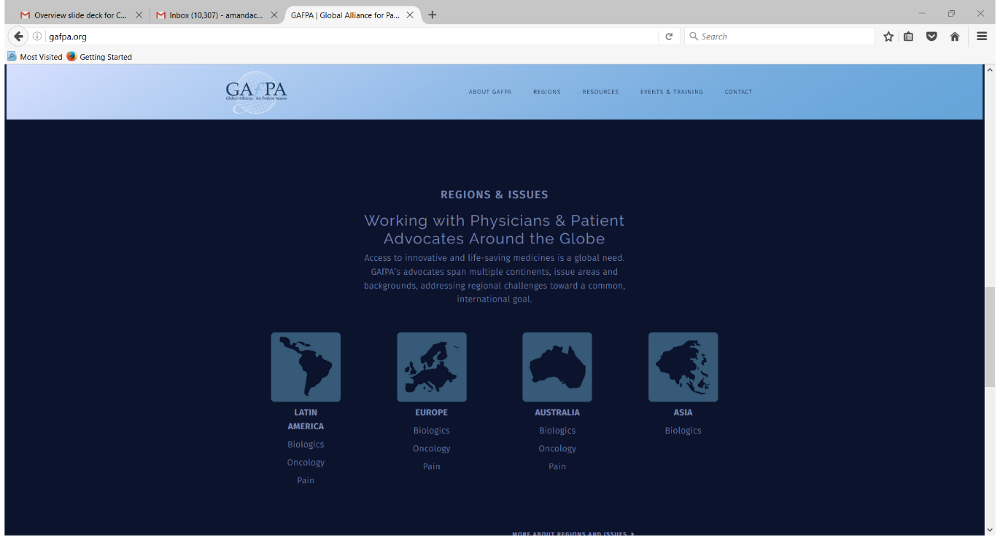 Overview slide deck for C...
Inbox (10,307) - amandac...
GAFPA | Global Alliance for Pa...
gafpa.org
Search
Most Visited
Getting Started
GAfPA
Global Alliance for Patient Access
ABOUT GAFPA
REGIONS
RESOURCES
EVENTS & TRAINING
CONTACT
REGIONS & ISSUES
Working with Physicians & Patient
Advocates Around the Globe
Access to innovative and life-saving medicines is a global need.
GAfPA's advocates span multiple continents, issue areas and
backgrounds, addressing regional challenges toward a common,
international goal.
LATIN
AMERICA
Biologics
Oncology
Pain
EUROPE
Biologics
Oncology
Pain
AUSTRALIA
Biologics
Oncology
Pain
ASIA
Biologics
MORE ABOUT REGIONS AND ISSUES